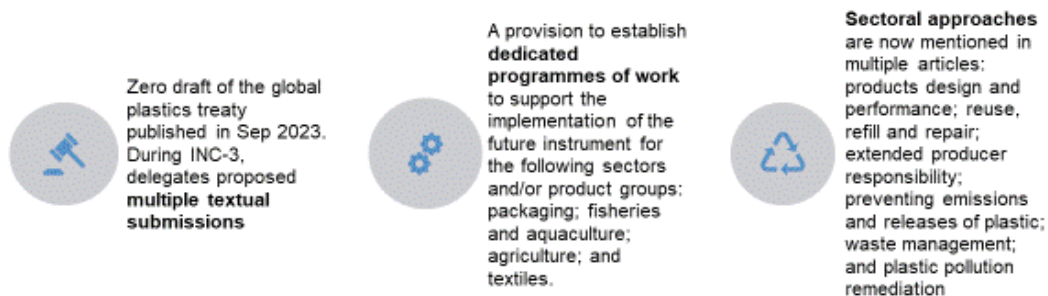 Zero draft of the global
plastics treaty
published in Sep 2023.
During INC-3,
delegates proposed
multiple textual
submissions
A provision to establish
dedicated
programmes of work
to support the
implementation of the
future instrument for
the following sectors
and/or product groups:
packaging; fisheries
and aquaculture;
agriculture; and
textiles.
Sectoral approaches
are now mentioned in
multiple articles:
products design and
performance; reuse,
refill and repair;
extended producer
responsibility;
preventing emissions
and releases of plastic;
waste management;
and plastic pollution
remediation